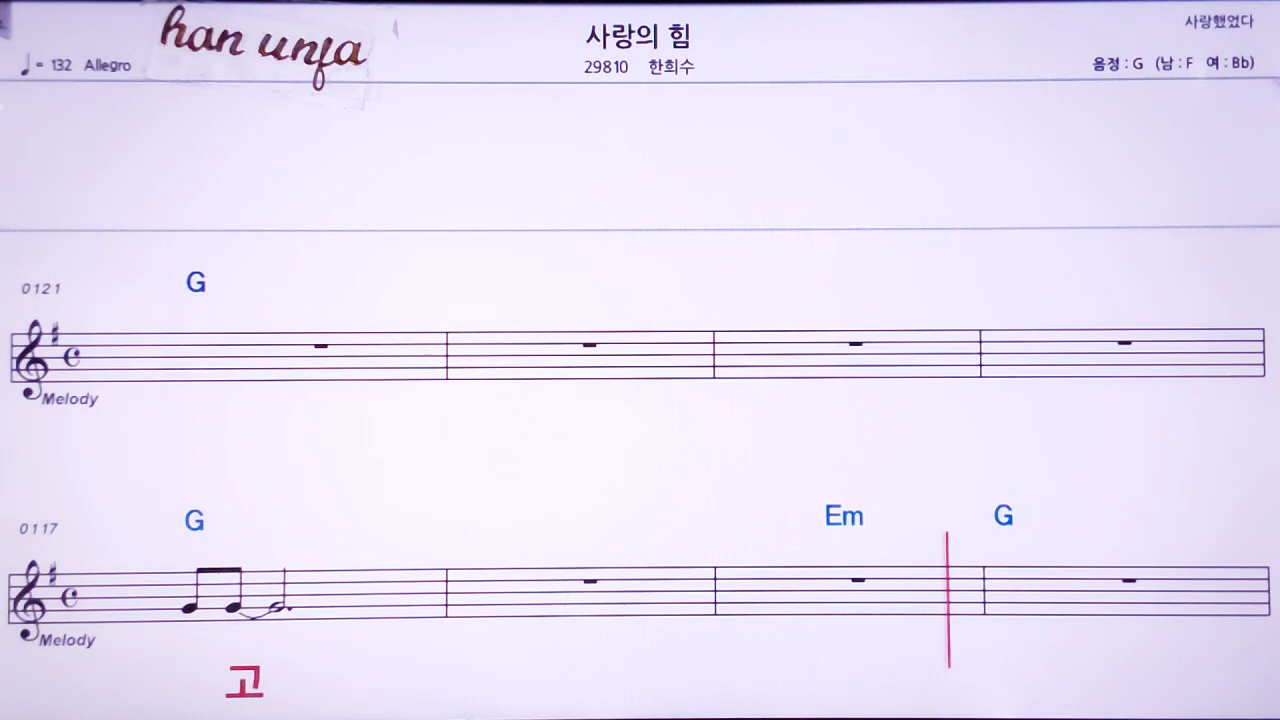 han unfa
사랑의 힘
사랑했었다
♩ = 132 Allegro
29810 한희수
음정 : G (남 : F 여 : Bb)
0121
G
Melody
0117
G Em G
Melody
고